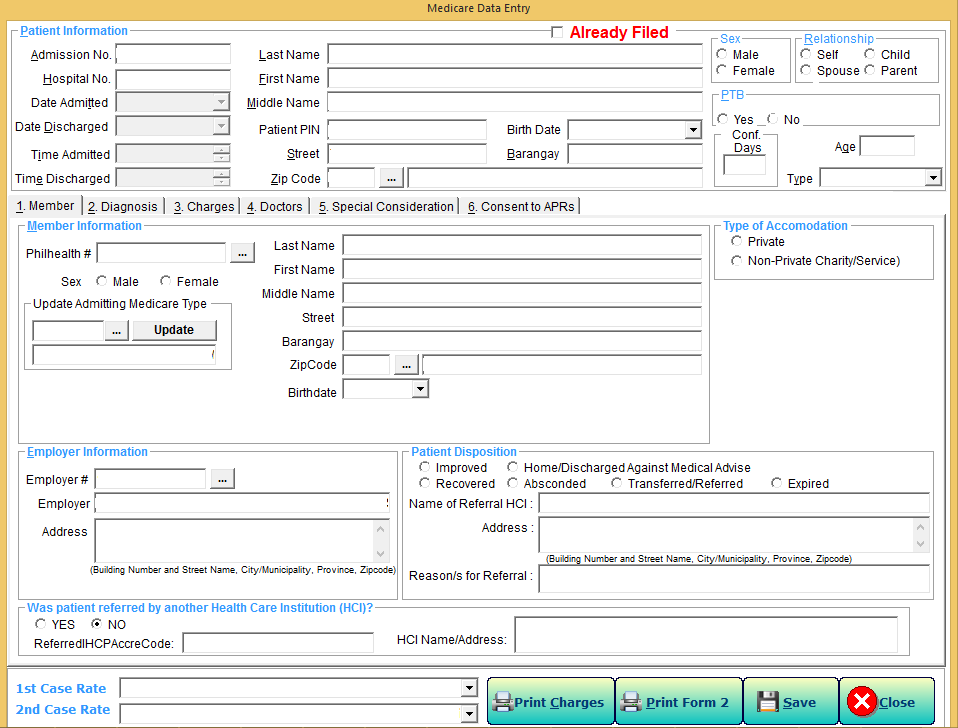 Medicare Data Entry
Patient Information
Already Filed
Admission No.
Hospital No.
Date Admitted
Date Discharged
Time Admitted
Time Discharged
Last Name
First Name
Middle Name
Patient PIN
Birth Date
Street
Barangay
Zip Code
...
Sex
Male
Female
Relationship
Self
Child
Spouse
Parent
PTB
Yes
No
Conf.
Days
Age
Type
1. Member
2. Diagnosis
3. Charges
4. Doctors
5. Special Consideration
6. Consent to APRs
Member Information
Philhealth #
...
Sex
Male
Female
Update Admitting Medicare Type
...
Update
/
Last Name
First Name
Middle Name
Street
Barangay
ZipCode
...
Birthdate
Type of Accomodation
Private
Non-Private Charity/Service)
Employer Information
Employer #
...
Employer
Address
(Building Number and Street Name, City/Municipality, Province, Zipcode)
Patient Disposition
Improved
Home/Discharged Against Medical Advise
Recovered
Absconded
Transferred/Referred
Expired
Name of Referral HCI :
Address :
(Building Number and Street Name, City/Municipality, Province, Zipcode)
Reason/s for Referral :
Was patient referred by another Health Care Institution (HCI)?
YES
NO
ReferredIHCPAccreCode:
HCI Name/Address:
1st Case Rate
2nd Case Rate
Print Charges
Print Form 2
Save
Close